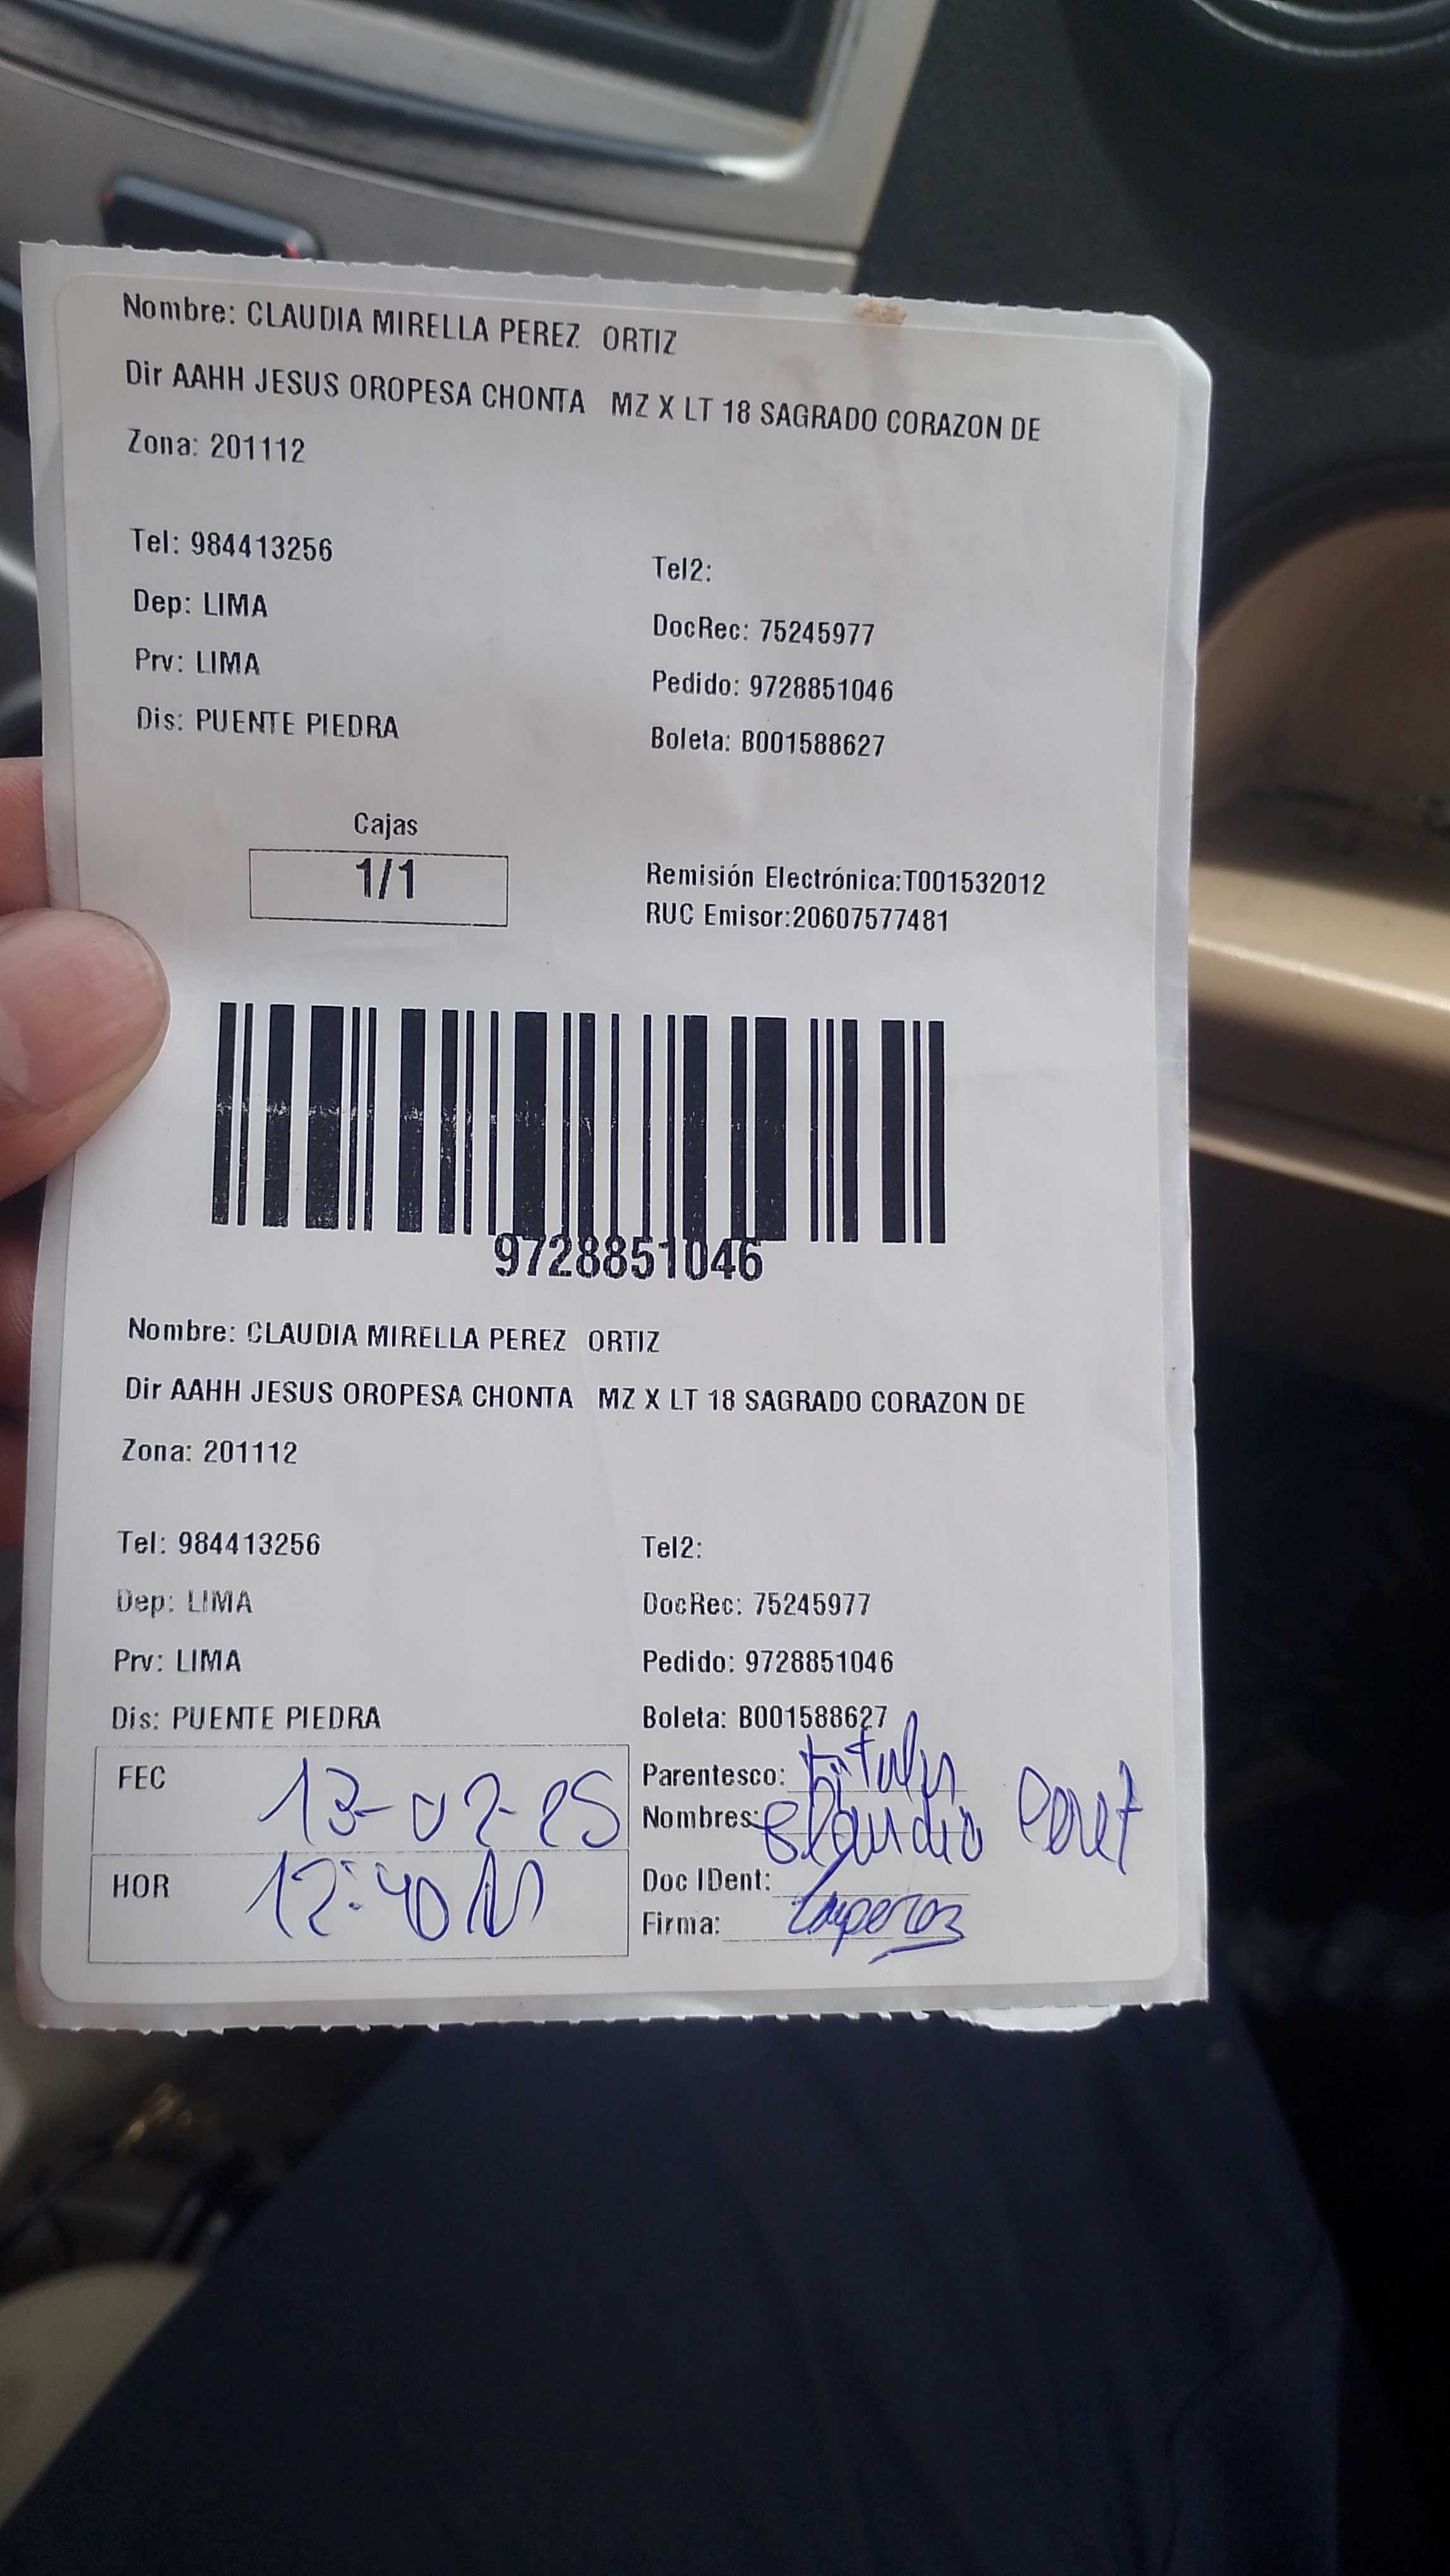 Nombre: CLAUDIA MIRELLA PEREZ ORTIZ
Dir AAHH JESUS OROPESA CHONTA MZ X LT 18 SAGRADO CORAZON DE
Zona: 201112
Tel: 984413256 Tel2:
Dep: LIMA DocRec: 75245977
Prv: LIMA Pedido: 9728851046
Dis: PUENTE PIEDRA Boleta: B001588627
Cajas
1/1
Remisión Electrónica:T001532012
RUC Emisor:20607577481
9728851046
Nombre: CLAUDIA MIRELLA PEREZ ORTIZ
Dir AAHH JESUS OROPESA CHONTA MZ X LT 18 SAGRADO CORAZON DE
Zona: 201112
Tel: 984413256 Tel2:
Dep: LIMA DocRec: 75245977
Prv: LIMA Pedido: 9728851046
Dis: PUENTE PIEDRA Boleta: B001588627
FEC 13-02-25 Parentesco:
Nombres:
HOR 12:40 Doc IDent:
Firma: